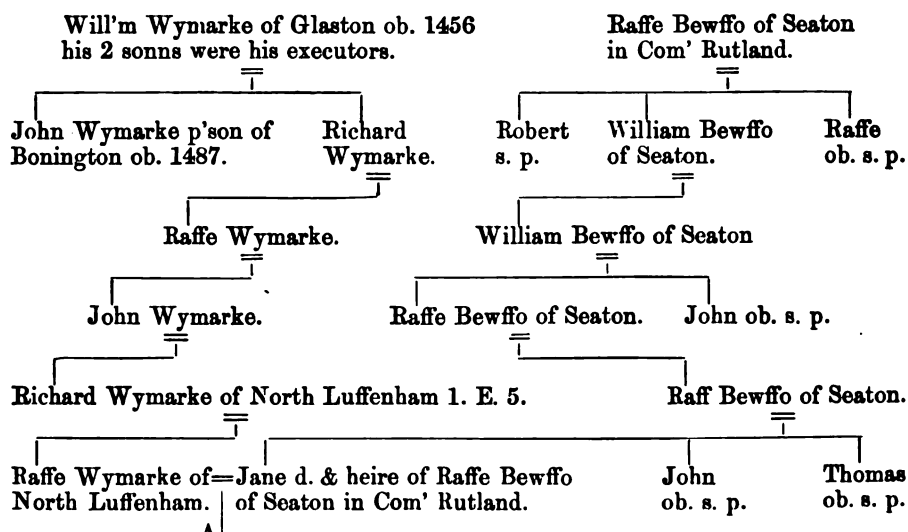 Will'm Wymarke of Glaston ob. 1456
his 2 sonns were his executors.
Raffe Bewffo of Seaton
in Com' Rutland.
John Wymarke p'son of
Bonington ob. 1487.
Richard
Wymarke.
Robert
s. p.
William Bewffo
of Seaton.
Raffe
ob. s. p.
Raffe Wymarke.
William Bewffo of Seaton
John Wymarke.
Raffe Bewffo of Seaton.
John ob. s. p.
Richard Wymarke of North Luffenham 1. E. 5.
Raff Bewffo of Seaton.
Raffe Wymarke of
North Luffenham.
=
Jane d. & heire of Raffe Bewffo
of Seaton in Com' Rutland.
John
ob. s. p.
Thomas
ob. s. p.
A